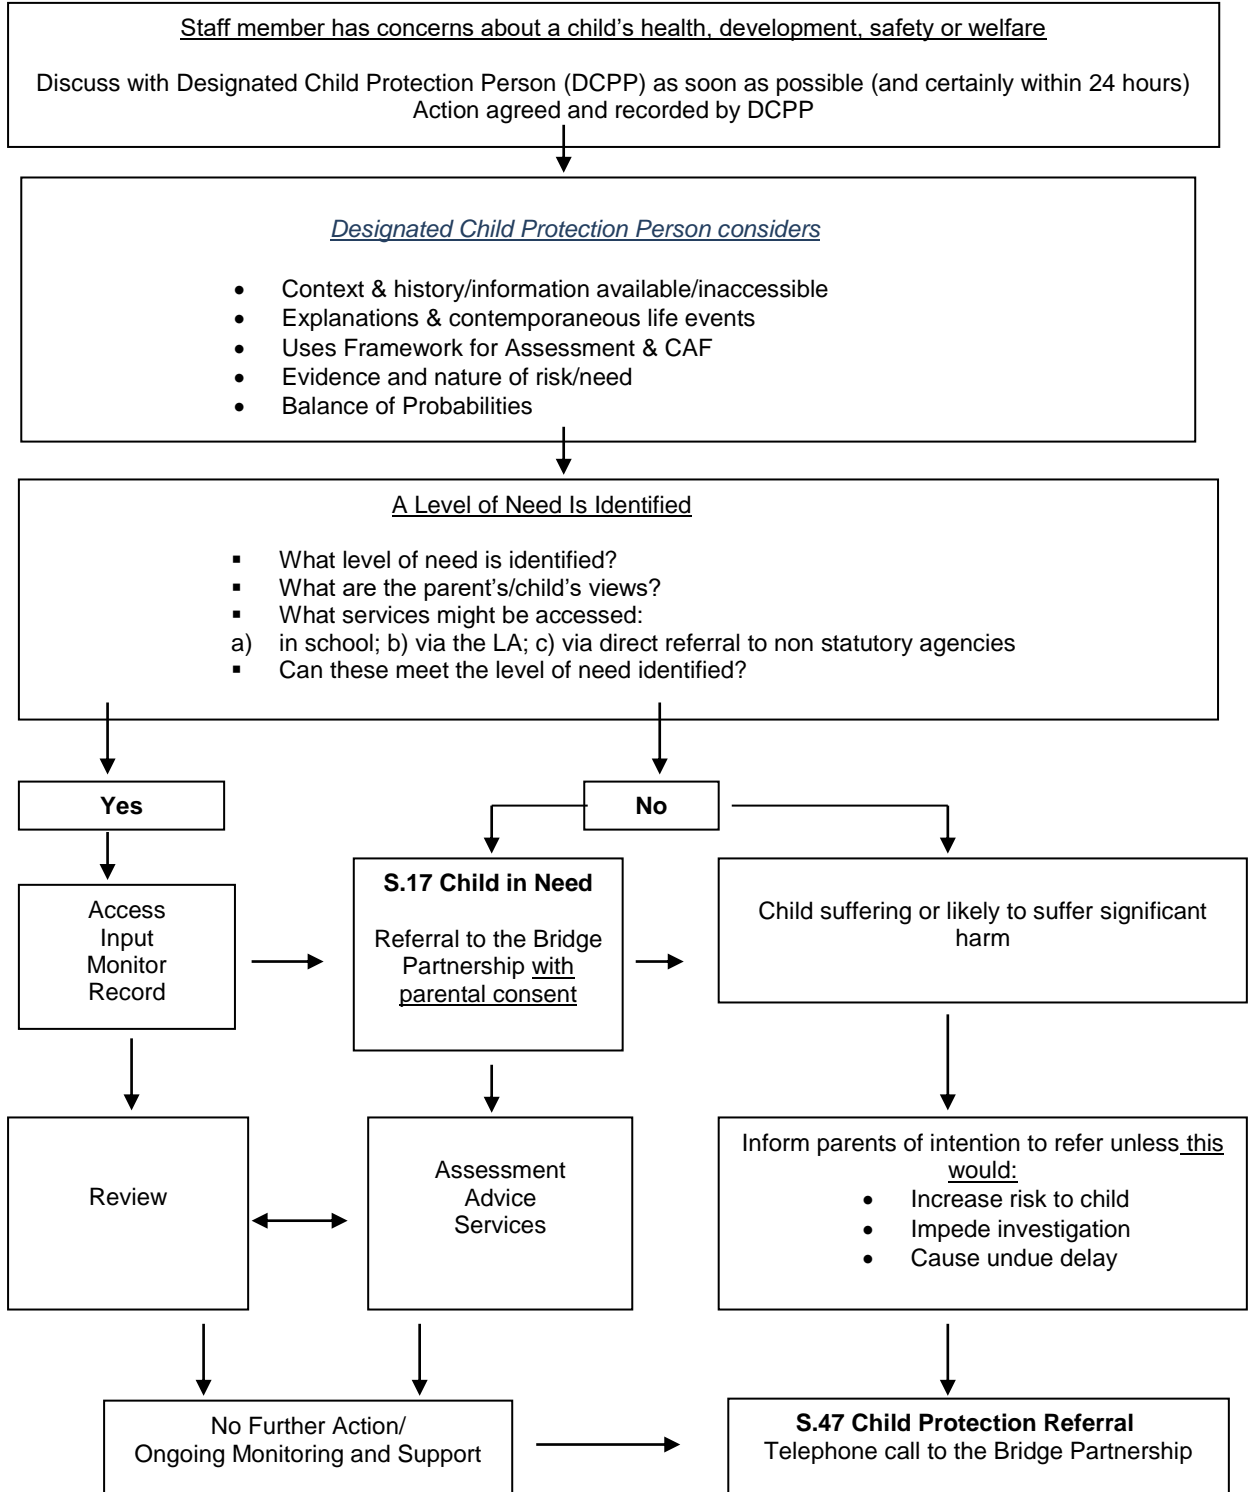 Staff member has concerns about a child’s health, development, safety or welfare
Discuss with Designated Child Protection Person (DCPP) as soon as possible (and certainly within 24 hours)
Action agreed and recorded by DCPP
Designated Child Protection Person considers
• Context & history/information available/inaccessible
• Explanations & contemporaneous life events
• Uses Framework for Assessment & CAF
• Evidence and nature of risk/need
• Balance of Probabilities
A Level of Need Is Identified
▪ What level of need is identified?
▪ What are the parent’s/child’s views?
▪ What services might be accessed:
a) in school; b) via the LA; c) via direct referral to non statutory agencies
▪ Can these meet the level of need identified?
Yes
No
Access
Input
Monitor
Record
S.17 Child in Need
Referral to the Bridge
Partnership with
parental consent
Child suffering or likely to suffer significant
harm
Review
Assessment
Advice
Services
Inform parents of intention to refer unless this
would:
• Increase risk to child
• Impede investigation
• Cause undue delay
No Further Action/
Ongoing Monitoring and Support
S.47 Child Protection Referral
Telephone call to the Bridge Partnership